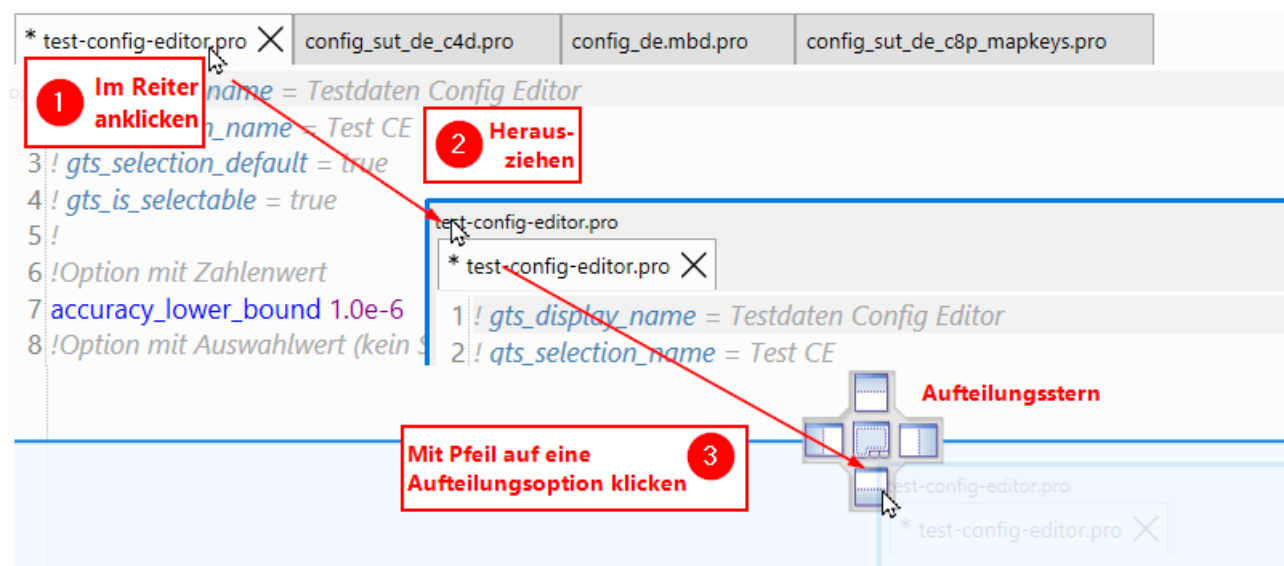 * test-config-editor.pro
config_sut_de_c4d.pro
config_de.mbd.pro
config_sut_de_c8p_mapkeys.pro
1
Im Reiter
anklicken
name = Testdaten Config Editor
n_name = Test CE
3 ! gts_selection_default = true
4 ! gts_is_selectable = true
5 !
6 !Option mit Zahlenwert
7 accuracy_lower_bound 1.0e-6
8 !Option mit Auswahlwert (kein
2
Heraus-
ziehen
test-config-editor.pro
* test-config-editor.pro
1 ! gts_display_name = Testdaten Config Editor
2 ! gts_selection_name = Test CE
Aufteilungsstern
Mit Pfeil auf eine
Aufteilungsoption klicken
3
test-config-editor.pro
* test-config-editor.pro